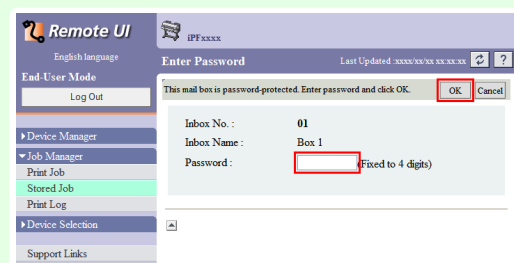 Remote UI
iPFxxxx
English language
Enter Password
Last Updated :xxxx/xx/xx xx:xx:xx
?
End-User Mode
Log Out
This mail box is password-protected. Enter password and click OK.
OK
Cancel
Inbox No. : 01
Inbox Name : Box 1
Password : (Fixed to 4 digits)
Device Manager
Job Manager
Print Job
Stored Job
Print Log
Device Selection
Support Links